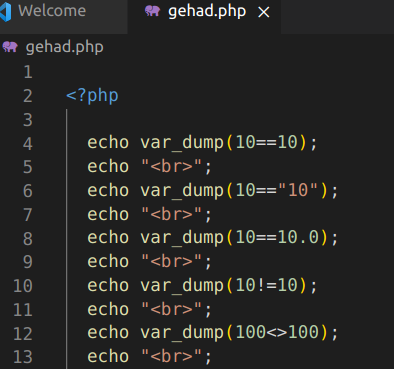 Welcome gehad.php ×
gehad.php
1
2 <?php
3
4 echo var_dump(10==10);
5 echo "<br>";
6 echo var_dump(10=="10");
7 echo "<br>";
8 echo var_dump(10==10.0);
9 echo "<br>";
10 echo var_dump(10!=10);
11 echo "<br>";
12 echo var_dump(100<>100);
13 echo "<br>";